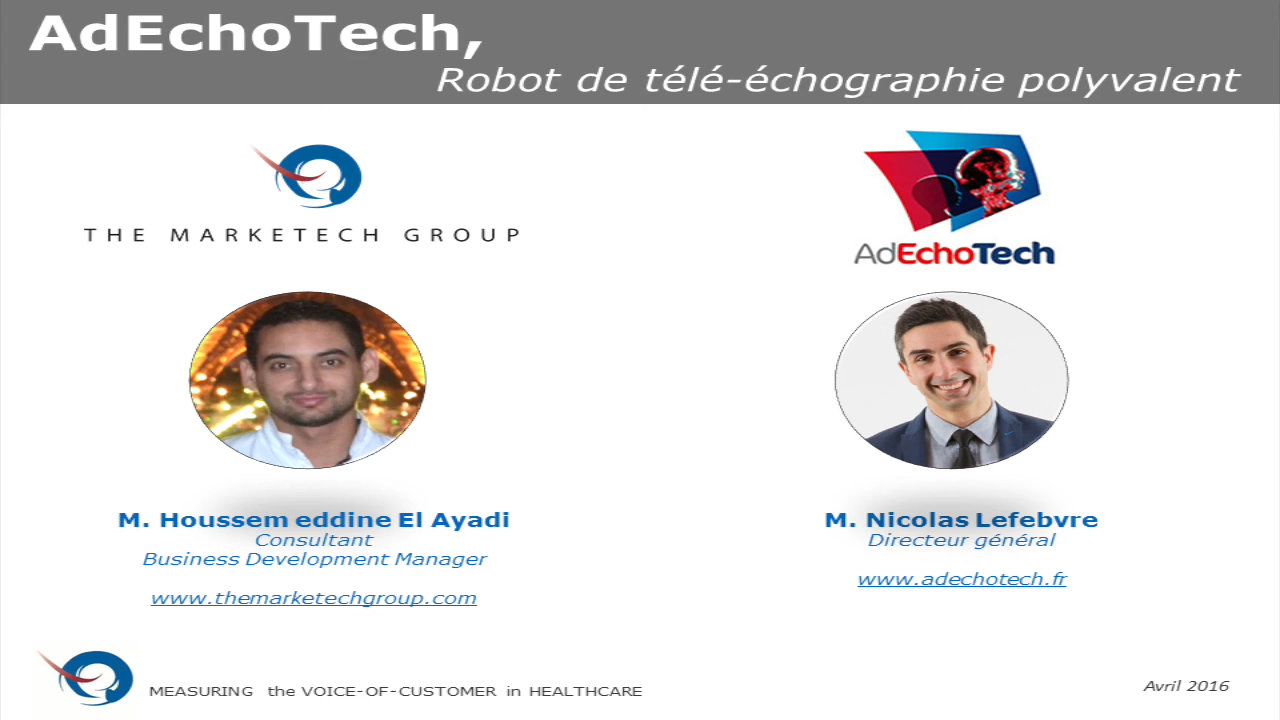 AdEchoTech,
Robot de télé-échographie polyvalent
THE MARKETECH GROUP
AdEchoTech
M. Houssem eddine El Ayadi
Consultant
Business Development Manager
www.themarketechgroup.com
M. Nicolas Lefebvre
Directeur général
www.adechotech.fr
MEASURING the VOICE-OF-CUSTOMER in HEALTHCARE
Avril 2016